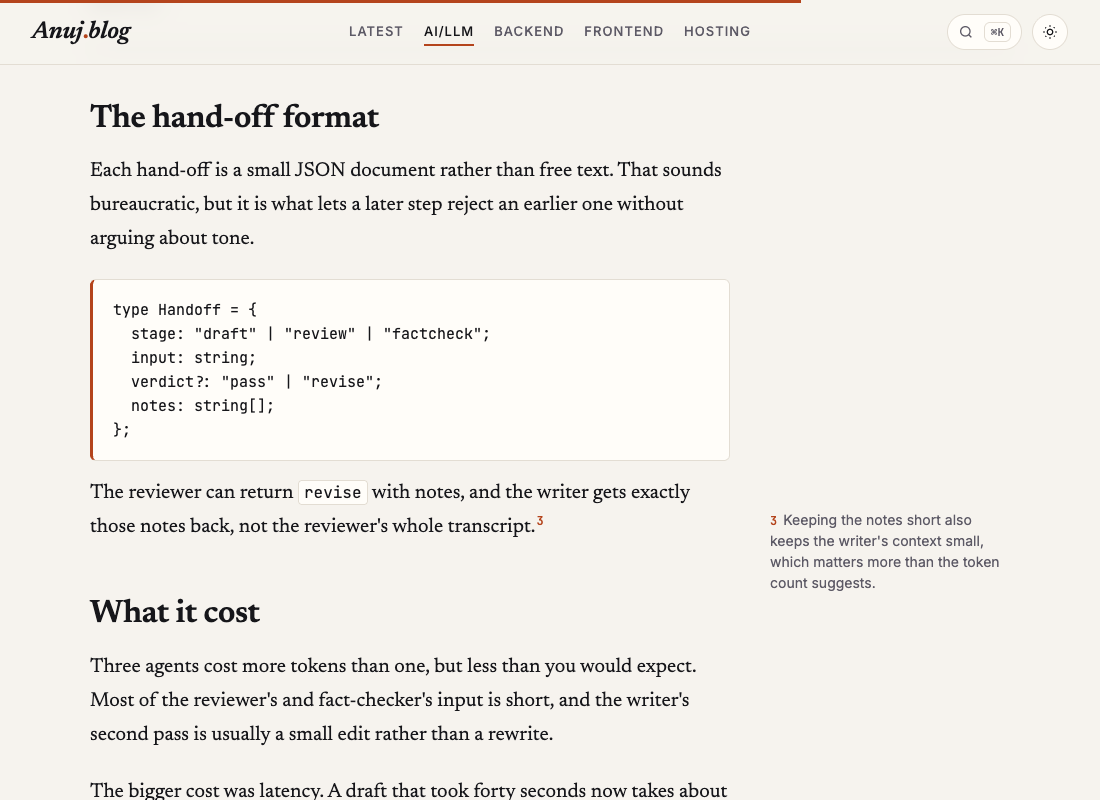 Anuj.blog
LATEST AI/LLM BACKEND FRONTEND HOSTING
⌘K
The hand-off format
Each hand-off is a small JSON document rather than free text. That sounds
bureaucratic, but it is what lets a later step reject an earlier one without
arguing about tone.
type Handoff = {
  stage: "draft" | "review" | "factcheck";
  input: string;
  verdict?: "pass" | "revise";
  notes: string[];
};
The reviewer can return revise with notes, and the writer gets exactly
those notes back, not the reviewer's whole transcript.3
3 Keeping the notes short also
keeps the writer's context small,
which matters more than the token
count suggests.
What it cost
Three agents cost more tokens than one, but less than you would expect.
Most of the reviewer's and fact-checker's input is short, and the writer's
second pass is usually a small edit rather than a rewrite.
The bigger cost was latency. A draft that took forty seconds now takes about